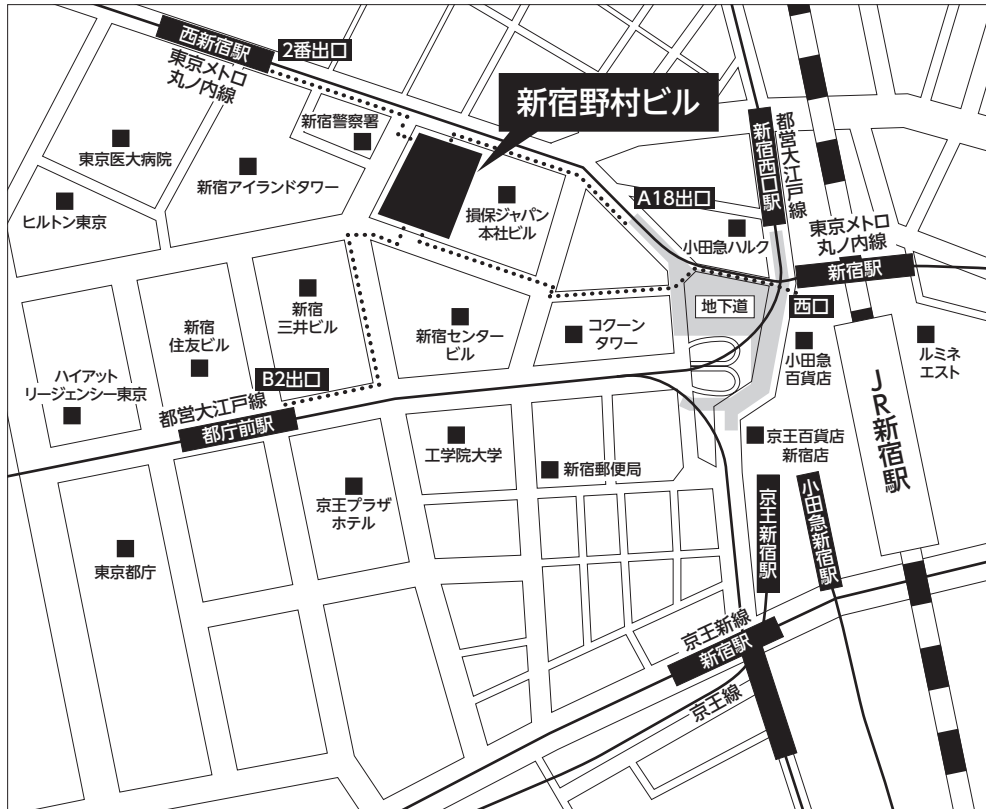 西新宿駅
2番出口
東京メトロ
丸ノ内線
新宿野村ビル
新宿警察署
東京医大病院
新宿アイランドタワー
ヒルトン東京
損保ジャパン
本社ビル
A18出口
小田急ハルク
新宿西口駅
都営大江戸線
東京メトロ
丸ノ内線
新宿駅
地下道
西口
新宿
三井ビル
新宿
住友ビル
新宿センター
ビル
コクーン
タワー
小田急
百貨店
ルミネ
エスト
ハイアット
リージェンシー東京
B2出口
都営大江戸線
都庁前駅
JR新宿駅
工学院大学
新宿郵便局
京王百貨店
新宿店
京王プラザ
ホテル
京王新宿駅
小田急新宿駅
東京都庁
京王新線
新宿駅
京王線